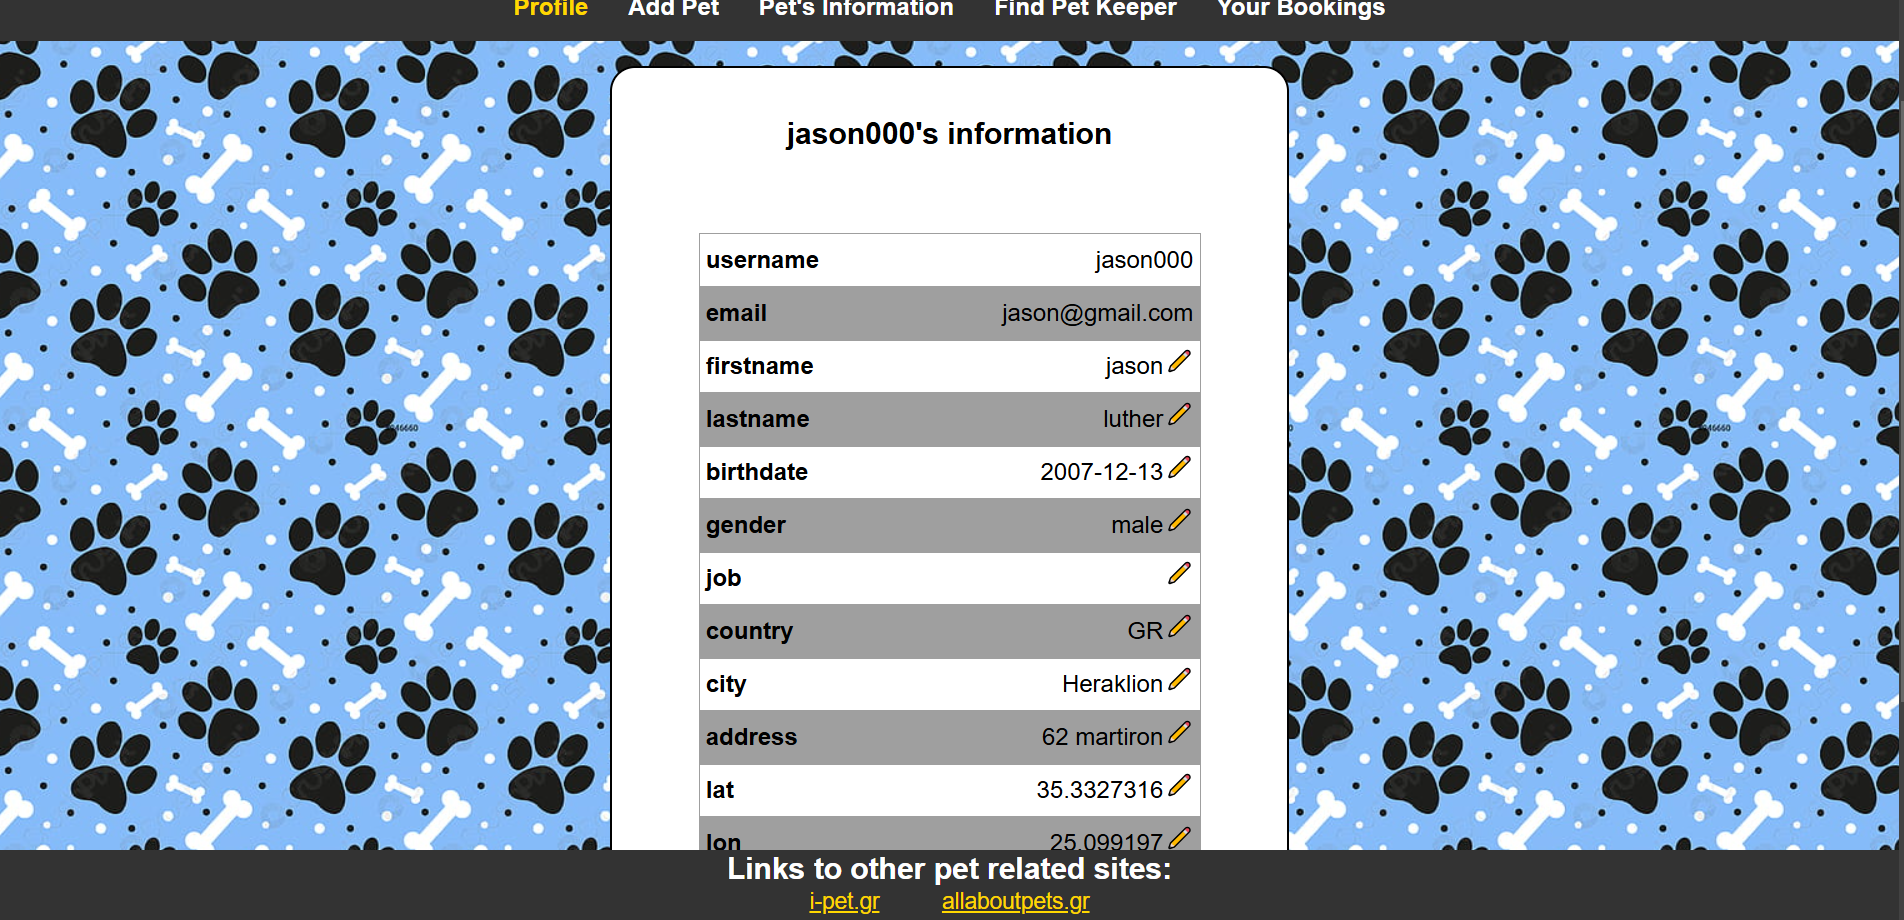 Profile Add Pet Pet's Information Find Pet Keeper Your Bookings
jason000's information
username jason000
email jason@gmail.com
firstname jason
lastname luther
birthdate 2007-12-13
gender male
job
country GR
city Heraklion
address 62 martiron
lat 35.3327316
lon 25.099197
Links to other pet related sites:
i-pet.gr allaboutpets.gr